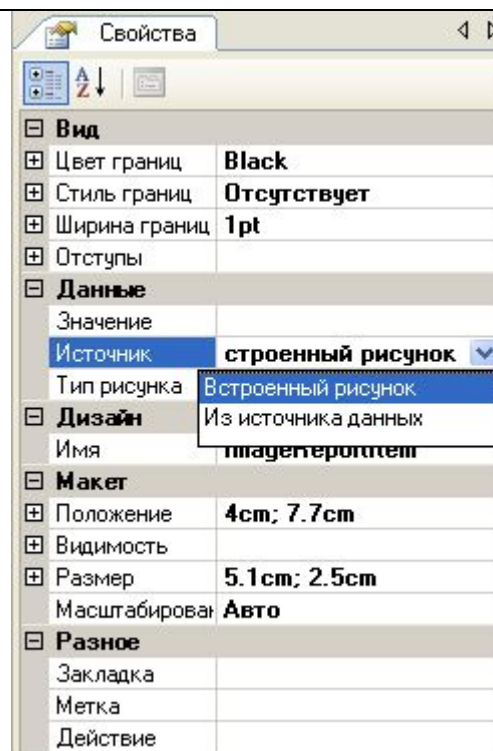 Свойства
Вид
Цвет границ Black
Стиль границ Отсутствует
Ширина границ 1pt
Отступы
Данные
Значение
Источник строенный рисунок
Тип рисунка Встроенный рисунок
Дизайн Из источника данных
Имя ImageReportItem
Макет
Положение 4cm; 7.7cm
Видимость
Размер 5.1cm; 2.5cm
Масштабирован Авто
Разное
Закладка
Метка
Действие